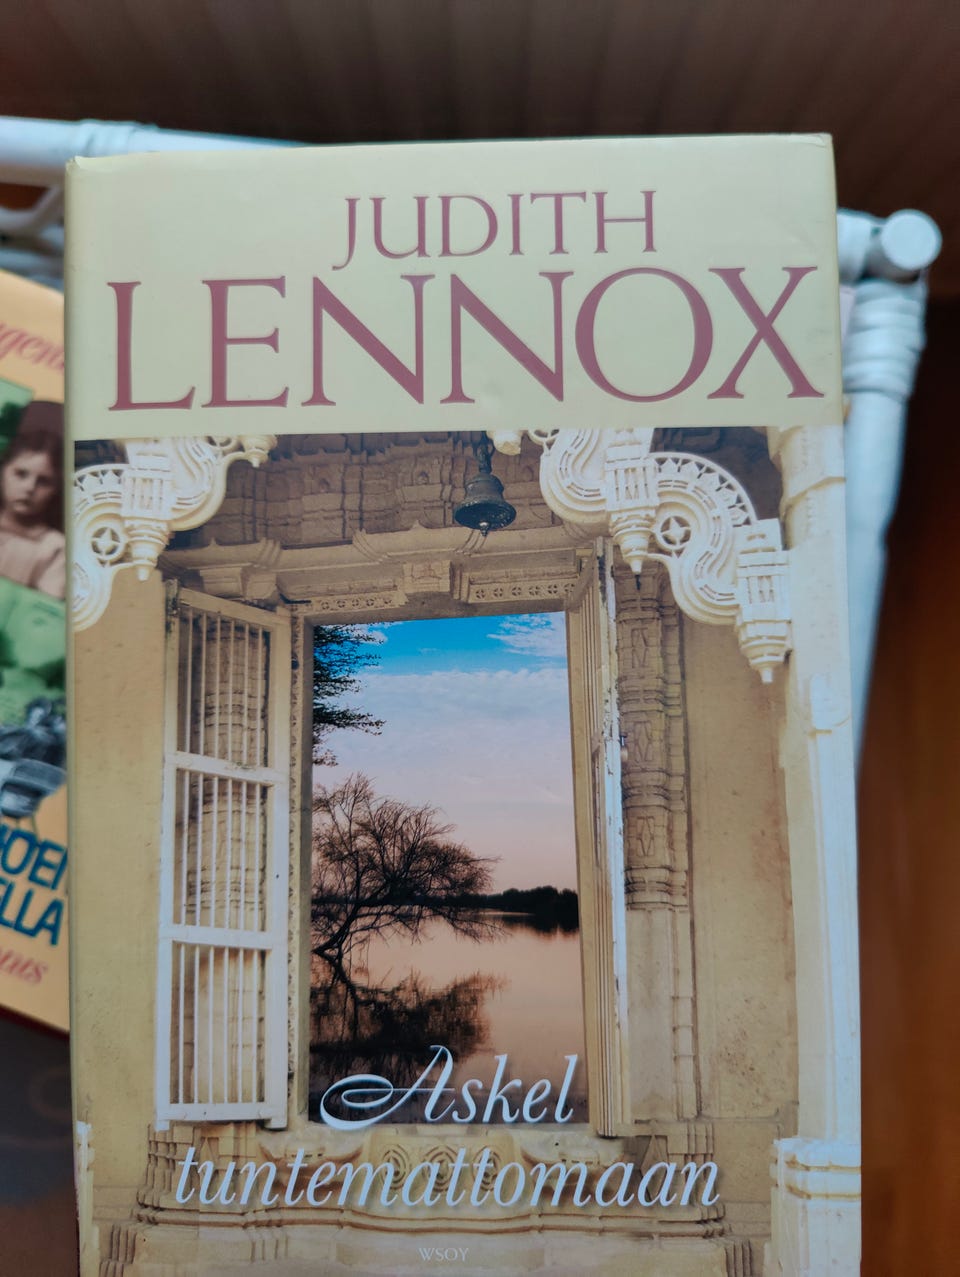 JUDITH
LENNOX
Askel
tuntemattomaan
WSOY